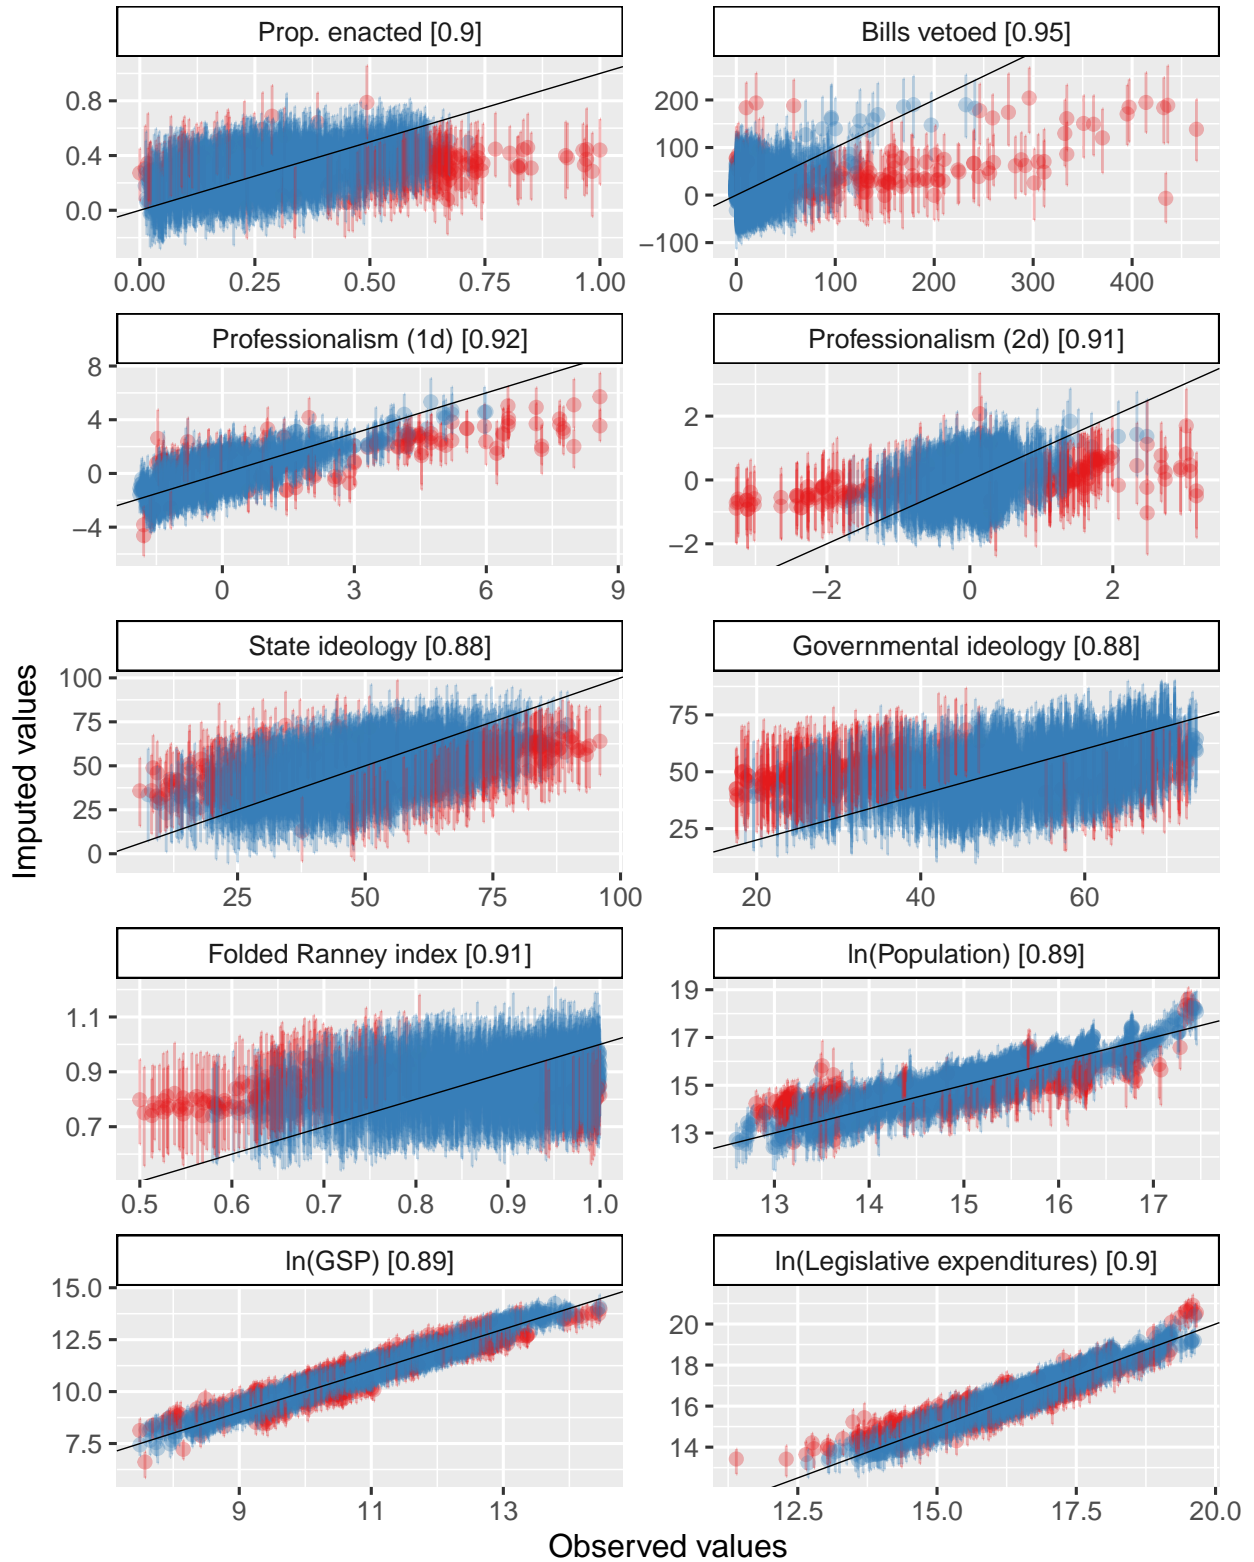 Prop. enacted [0.9]
Bills vetoed [0.95]
0.8
0.4
0.0
200
100
0
−100
0.00 0.25 0.50 0.75 1.00
0 100 200 300 400
Professionalism (1d) [0.92]
Professionalism (2d) [0.91]
8
4
0
−4
2
0
−2
0 3 6 9
−2 0 2
State ideology [0.88]
Governmental ideology [0.88]
100
75
50
25
0
75
50
25
25 50 75 100
20 40 60
Imputed values
Folded Ranney index [0.91]
ln(Population) [0.89]
1.1
0.9
0.7
19
17
15
13
0.5 0.6 0.7 0.8 0.9 1.0
13 14 15 16 17
ln(GSP) [0.89]
ln(Legislative expenditures) [0.9]
15.0
12.5
10.0
7.5
20
18
16
14
9 11 13
12.5 15.0 17.5 20.0
Observed values